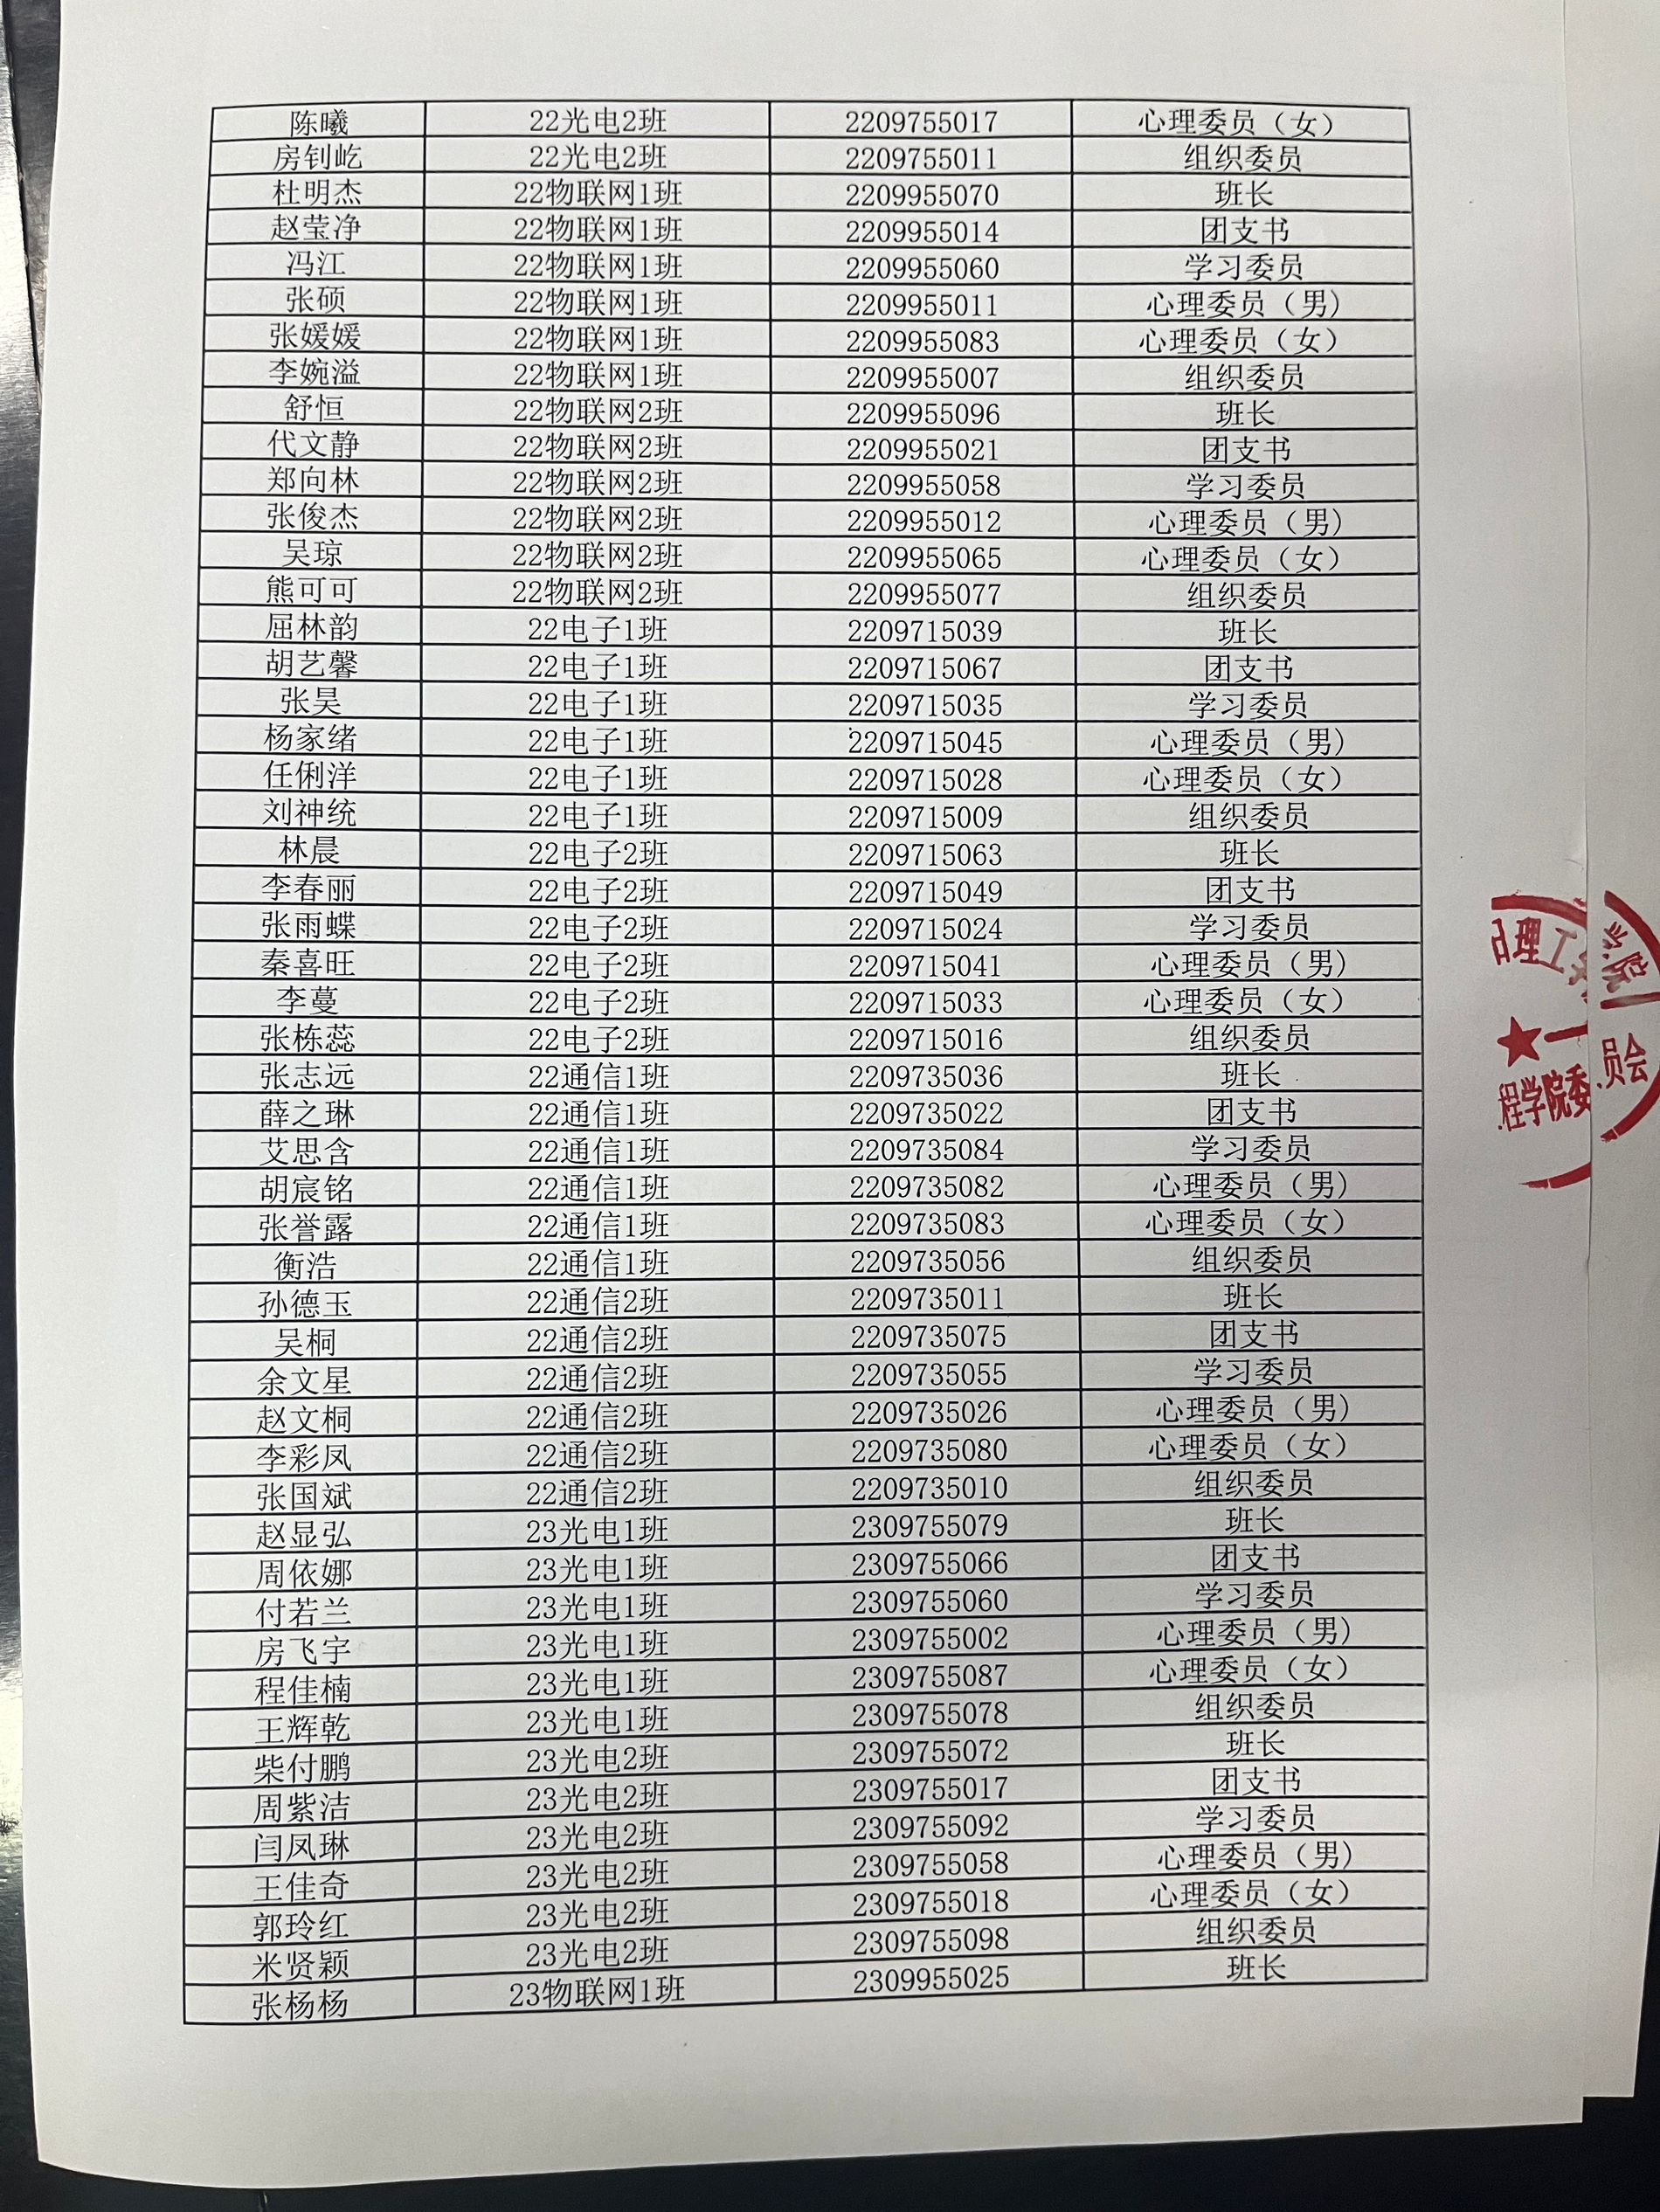 陈曦 22光电2班 2209755017 心理委员（女）
房钊屹 22光电2班 2209755011 组织委员
杜明杰 22物联网1班 2209955070 班长
赵莹净 22物联网1班 2209955014 团支书
冯江 22物联网1班 2209955060 学习委员
张硕 22物联网1班 2209955011 心理委员（男）
张媛媛 22物联网1班 2209955083 心理委员（女）
李婉溢 22物联网1班 2209955007 组织委员
舒恒 22物联网2班 2209955096 班长
代文静 22物联网2班 2209955021 团支书
郑向林 22物联网2班 2209955058 学习委员
张俊杰 22物联网2班 2209955012 心理委员（男）
吴琼 22物联网2班 2209955065 心理委员（女）
熊可可 22物联网2班 2209955077 组织委员
屈林韵 22电子1班 2209715039 班长
胡艺馨 22电子1班 2209715067 团支书
张昊 22电子1班 2209715035 学习委员
杨家绪 22电子1班 2209715045 心理委员（男）
任俐洋 22电子1班 2209715028 心理委员（女）
刘神统 22电子1班 2209715009 组织委员
林晨 22电子2班 2209715063 班长
李春丽 22电子2班 2209715049 团支书
张雨蝶 22电子2班 2209715024 学习委员
秦喜旺 22电子2班 2209715041 心理委员（男）
李蔓 22电子2班 2209715033 心理委员（女）
张栋蕊 22电子2班 2209715016 组织委员
张志远 22通信1班 2209735036 班长
薛之琳 22通信1班 2209735022 团支书
艾思含 22通信1班 2209735084 学习委员
胡宸铭 22通信1班 2209735082 心理委员（男）
张誉露 22通信1班 2209735083 心理委员（女）
衡浩 22通信1班 2209735056 组织委员
孙德玉 22通信2班 2209735011 班长
吴桐 22通信2班 2209735075 团支书
余文星 22通信2班 2209735055 学习委员
赵文桐 22通信2班 2209735026 心理委员（男）
李彩凤 22通信2班 2209735080 心理委员（女）
张国斌 22通信2班 2209735010 组织委员
赵显弘 23光电1班 2309755079 班长
周依娜 23光电1班 2309755066 团支书
付若兰 23光电1班 2309755060 学习委员
房飞宇 23光电1班 2309755002 心理委员（男）
程佳楠 23光电1班 2309755087 心理委员（女）
王辉乾 23光电1班 2309755078 组织委员
柴付鹏 23光电2班 2309755072 班长
周紫洁 23光电2班 2309755017 团支书
闫凤琳 23光电2班 2309755092 学习委员
王佳奇 23光电2班 2309755058 心理委员（男）
郭玲红 23光电2班 2309755018 心理委员（女）
米贤颖 23光电2班 2309755098 组织委员
张杨杨 23物联网1班 2309955025 班长
理工
院
程学院委
员会